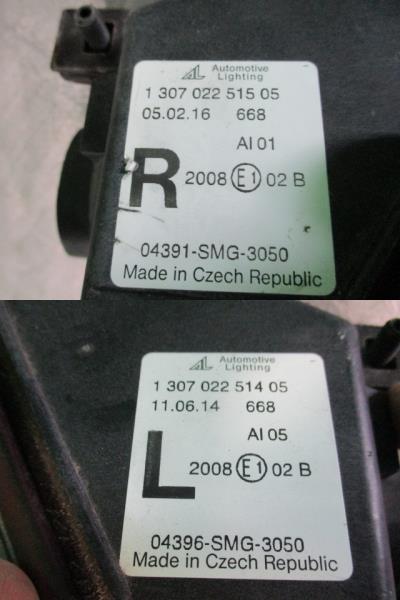 AL Automotive
Lighting
1 307 022 515 05
05.02.16 668
AI 01
R 2008 E1 02 B
04391-SMG-3050
Made in Czech Republic
AL Automotive
Lighting
1 307 022 514 05
11.06.14 668
AI 05
L 2008 E1 02 B
04396-SMG-3050
Made in Czech Republic